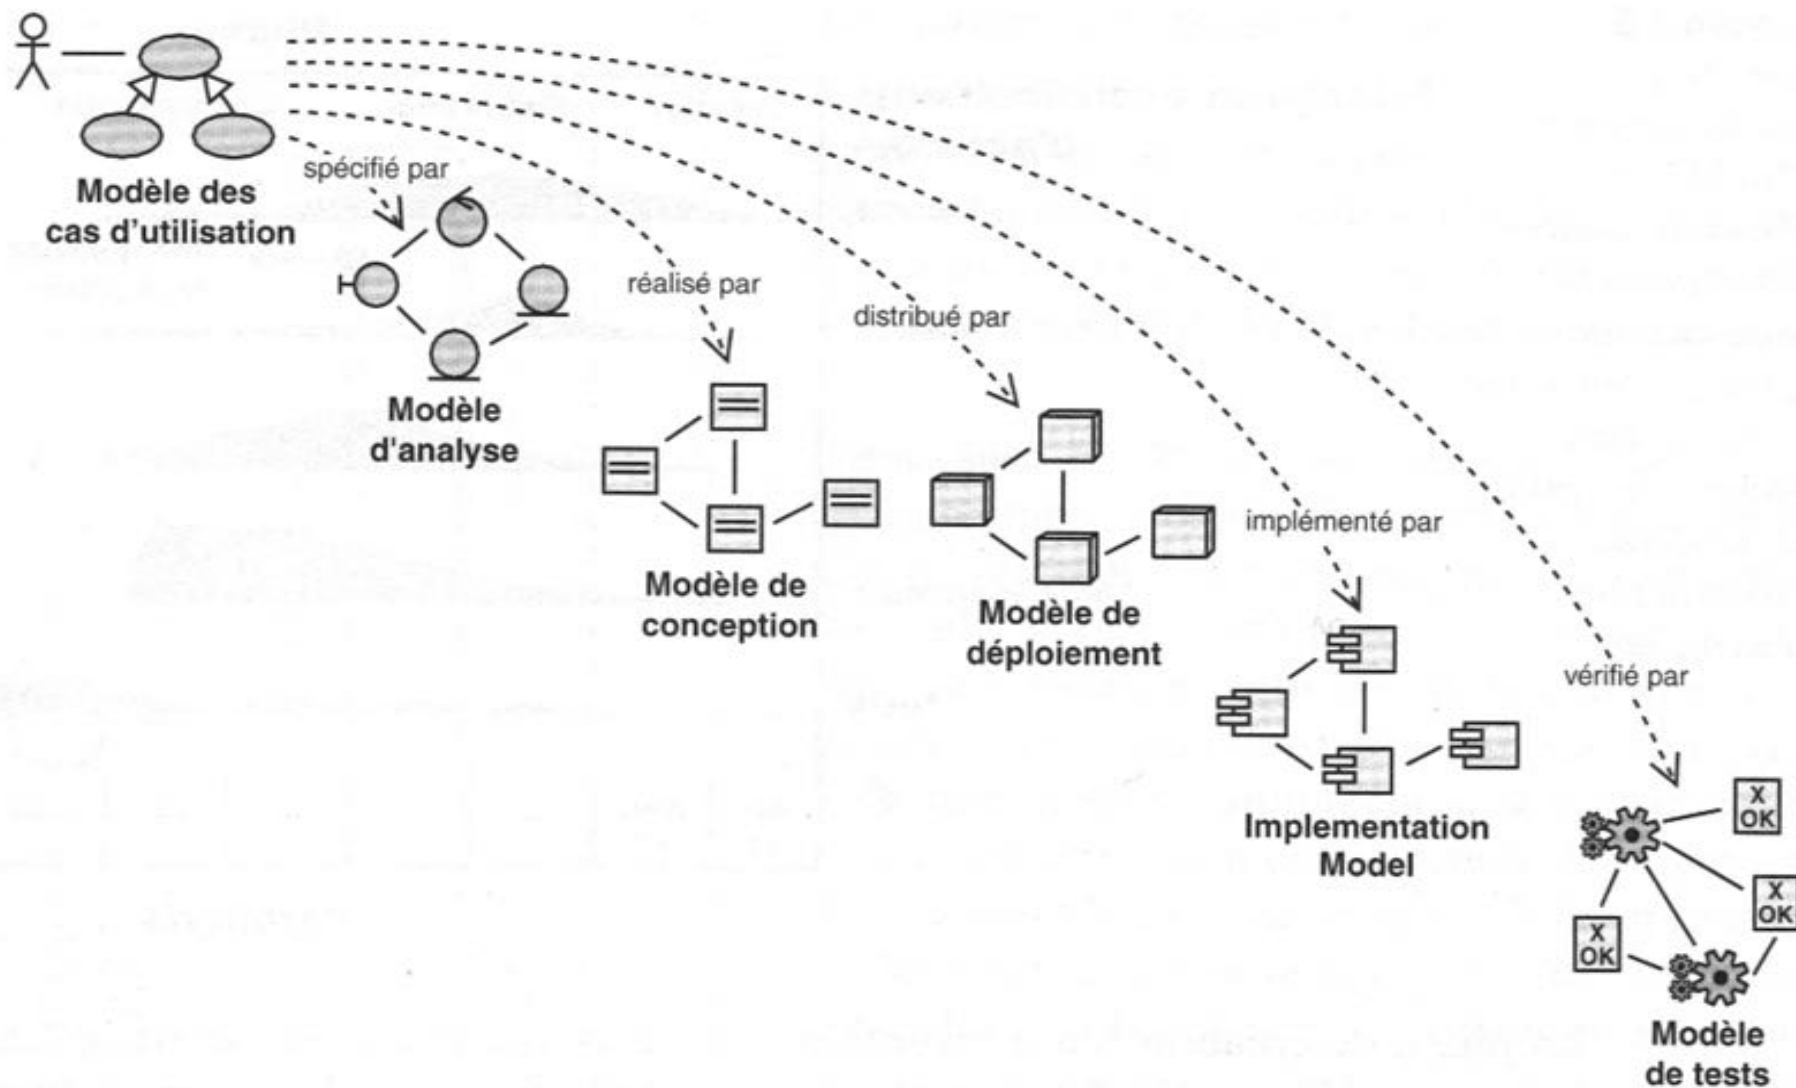 Modèle des
cas d'utilisation
spécifié par
Modèle
d'analyse
réalisé par
Modèle de
conception
distribué par
Modèle de
déploiement
implémenté par
Implementation
Model
vérifié par
X
OK
X
OK
X
OK
Modèle
de tests